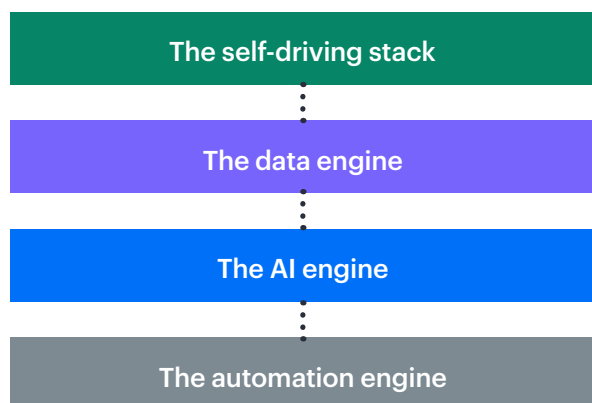 The self-driving stack
The data engine
The AI engine
The automation engine